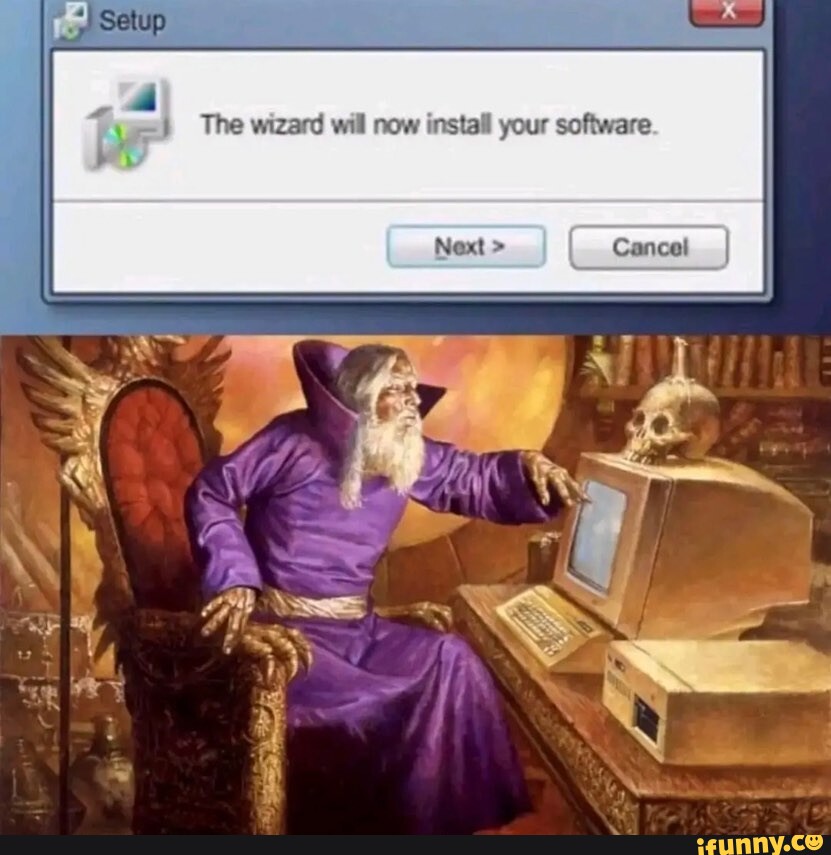 Setup
X
The wizard will now install your software.
Next >
Cancel
ifunny.co